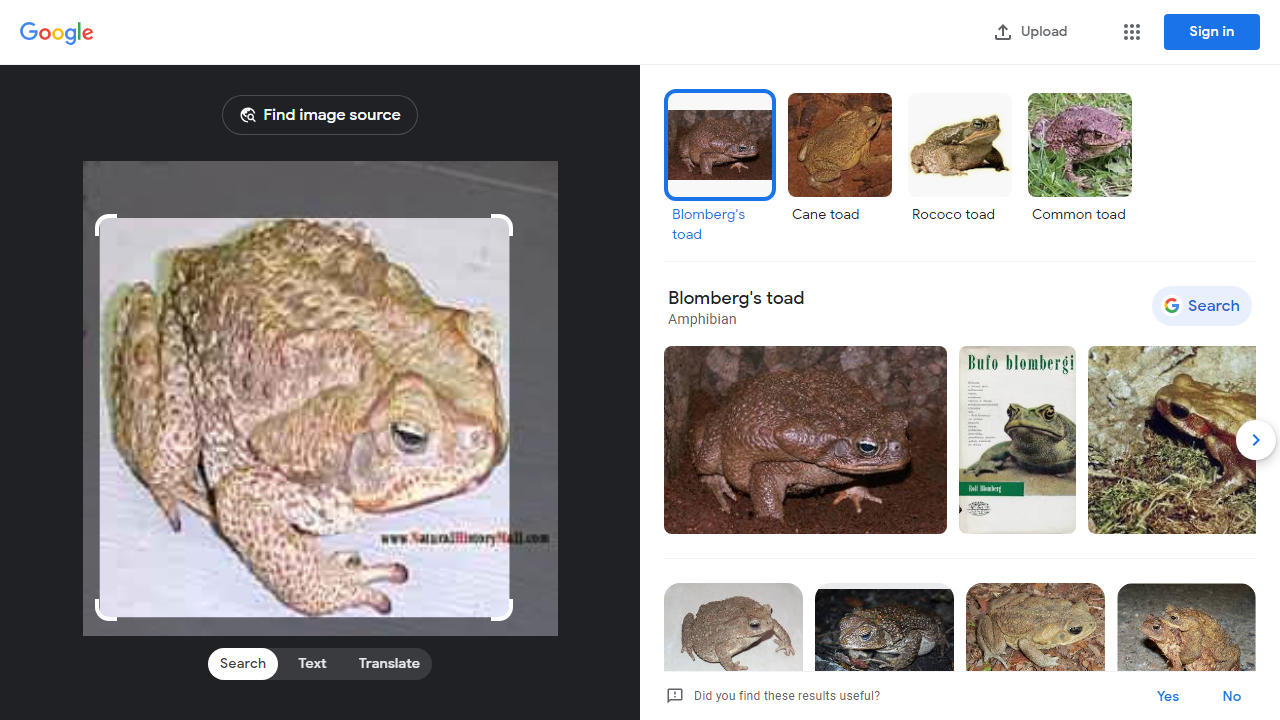 Google
Upload
Sign in
Find image source
www.NaturalHistoryMall.com
Search
Text
Translate
Blomberg's
toad
Cane toad
Rococo toad
Common toad
Blomberg's toad
Amphibian
Search
Bufo blombergi
Rolf Blomberg
Did you find these results useful?
Yes
No